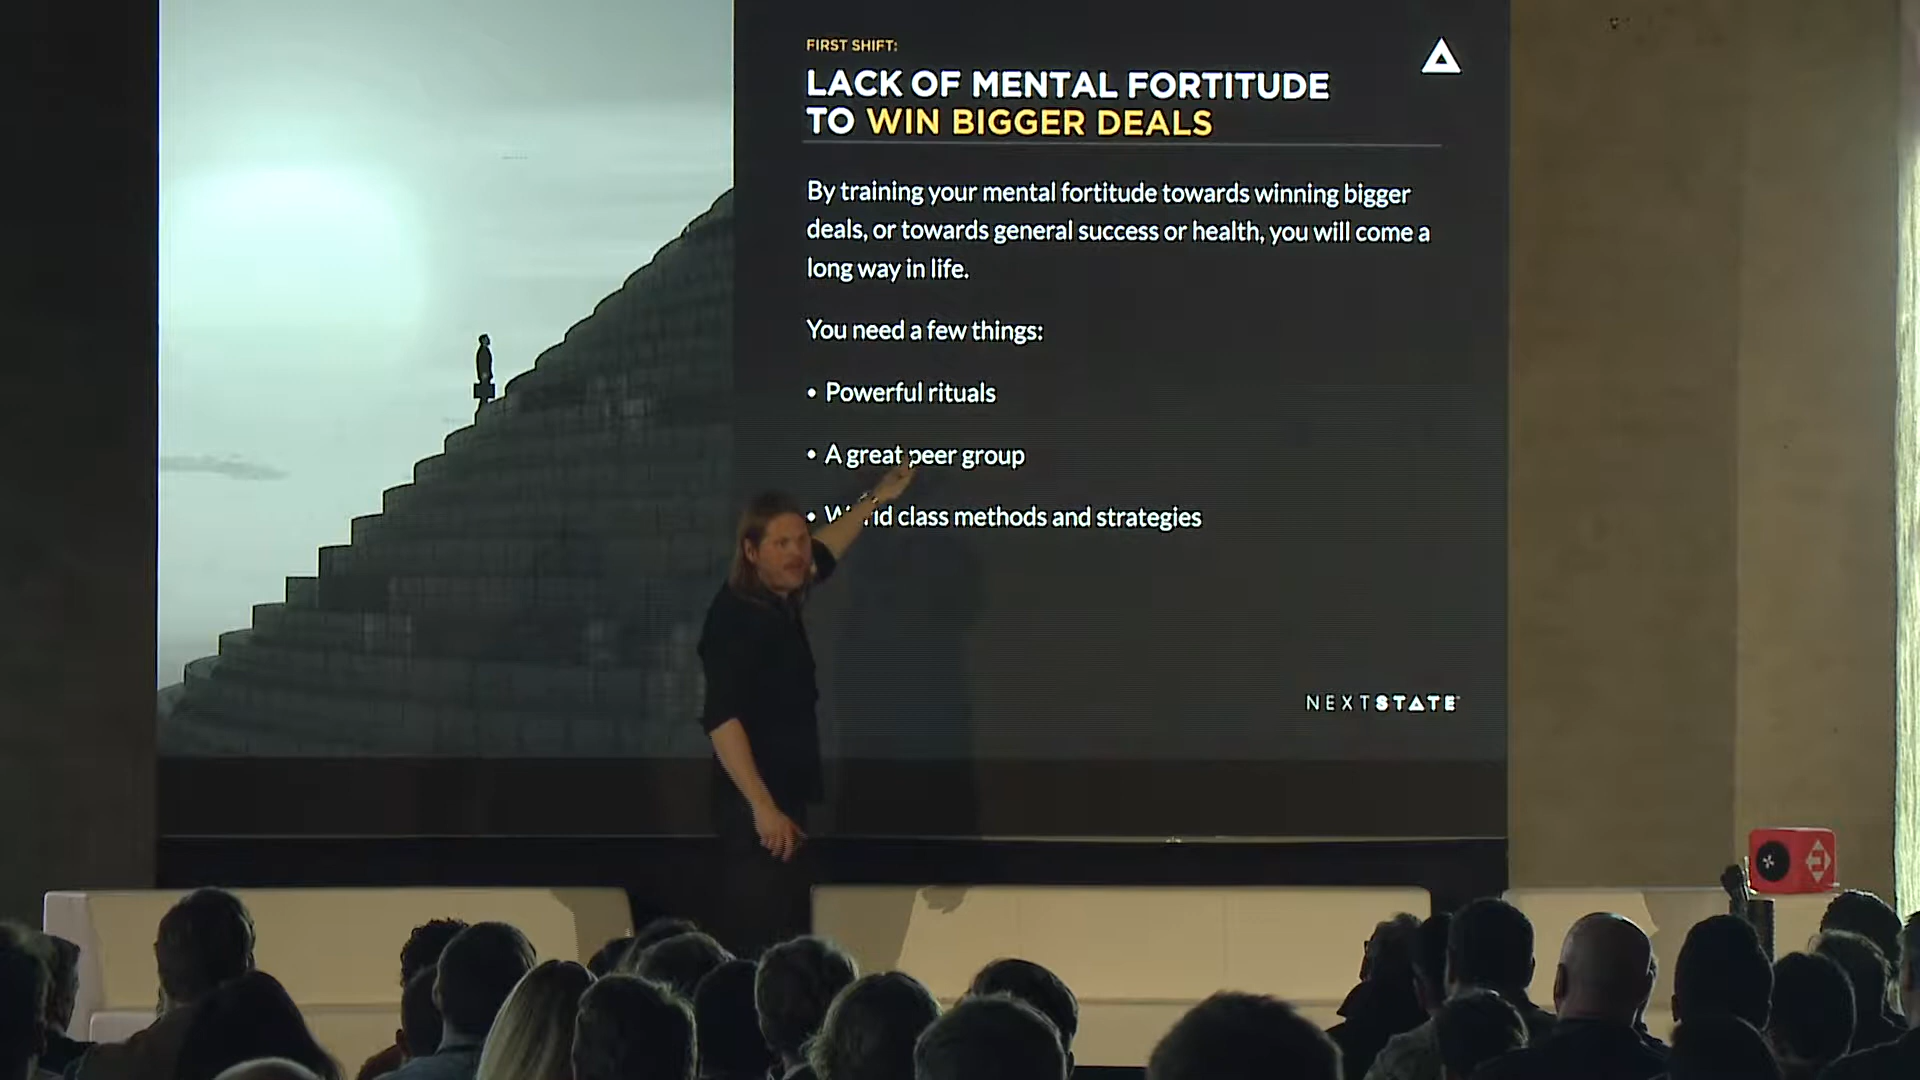 FIRST SHIFT:
LACK OF MENTAL FORTITUDE
TO WIN BIGGER DEALS
By training your mental fortitude towards winning bigger
deals, or towards general success or health, you will come a
long way in life.
You need a few things:
• Powerful rituals
• A great peer group
• World class methods and strategies
NEXTSTATE™